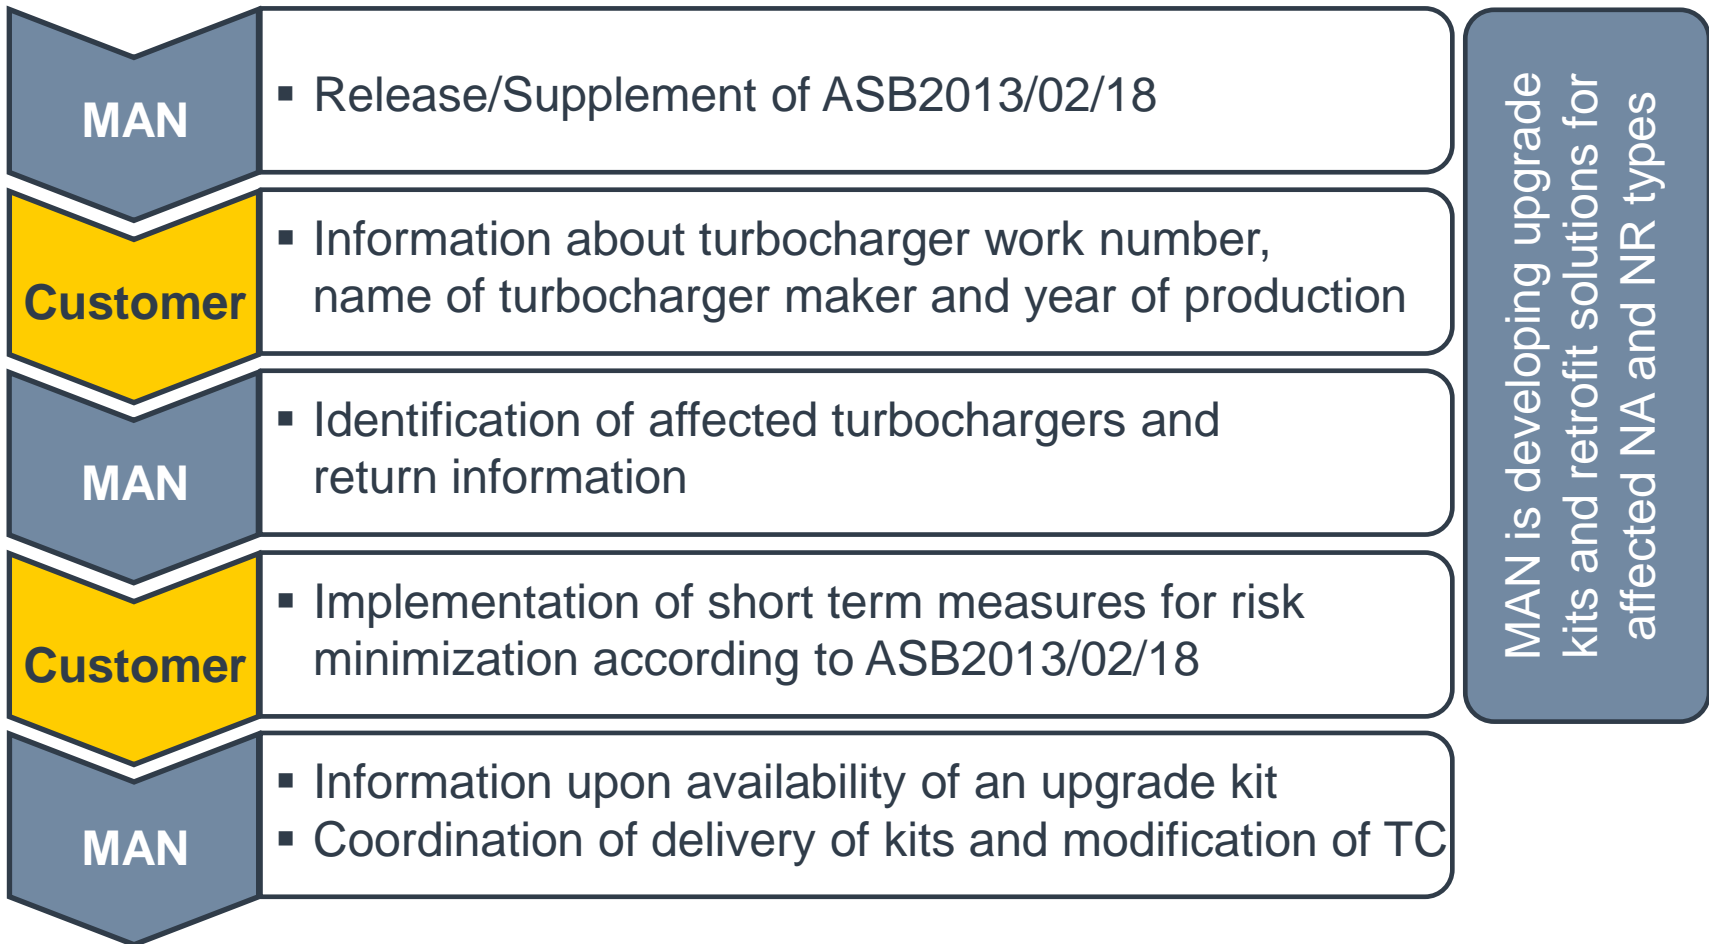 MAN
▪ Release/Supplement of ASB2013/02/18
Customer
▪ Information about turbocharger work number,
name of turbocharger maker and year of production
MAN
▪ Identification of affected turbochargers and
return information
Customer
▪ Implementation of short term measures for risk
minimization according to ASB2013/02/18
MAN
▪ Information upon availability of an upgrade kit
▪ Coordination of delivery of kits and modification of TC
MAN is developing upgrade
kits and retrofit solutions for
affected NA and NR types